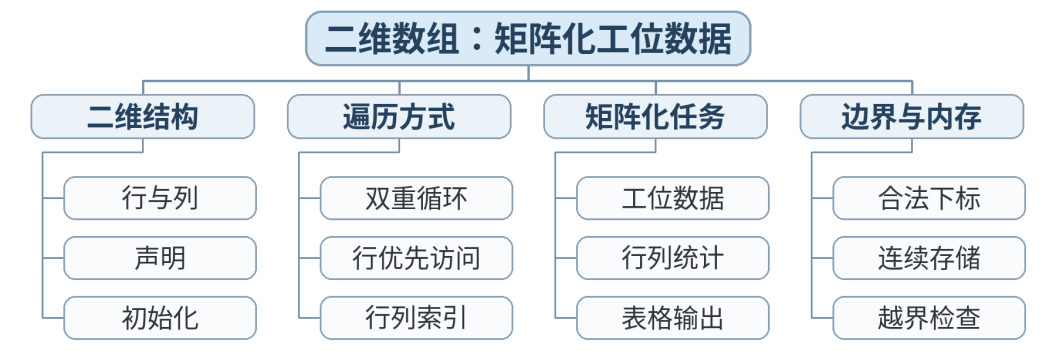 二维数组：矩阵化工位数据
二维结构
行与列
声明
初始化
遍历方式
双重循环
行优先访问
行列索引
矩阵化任务
工位数据
行列统计
表格输出
边界与内存
合法下标
连续存储
越界检查